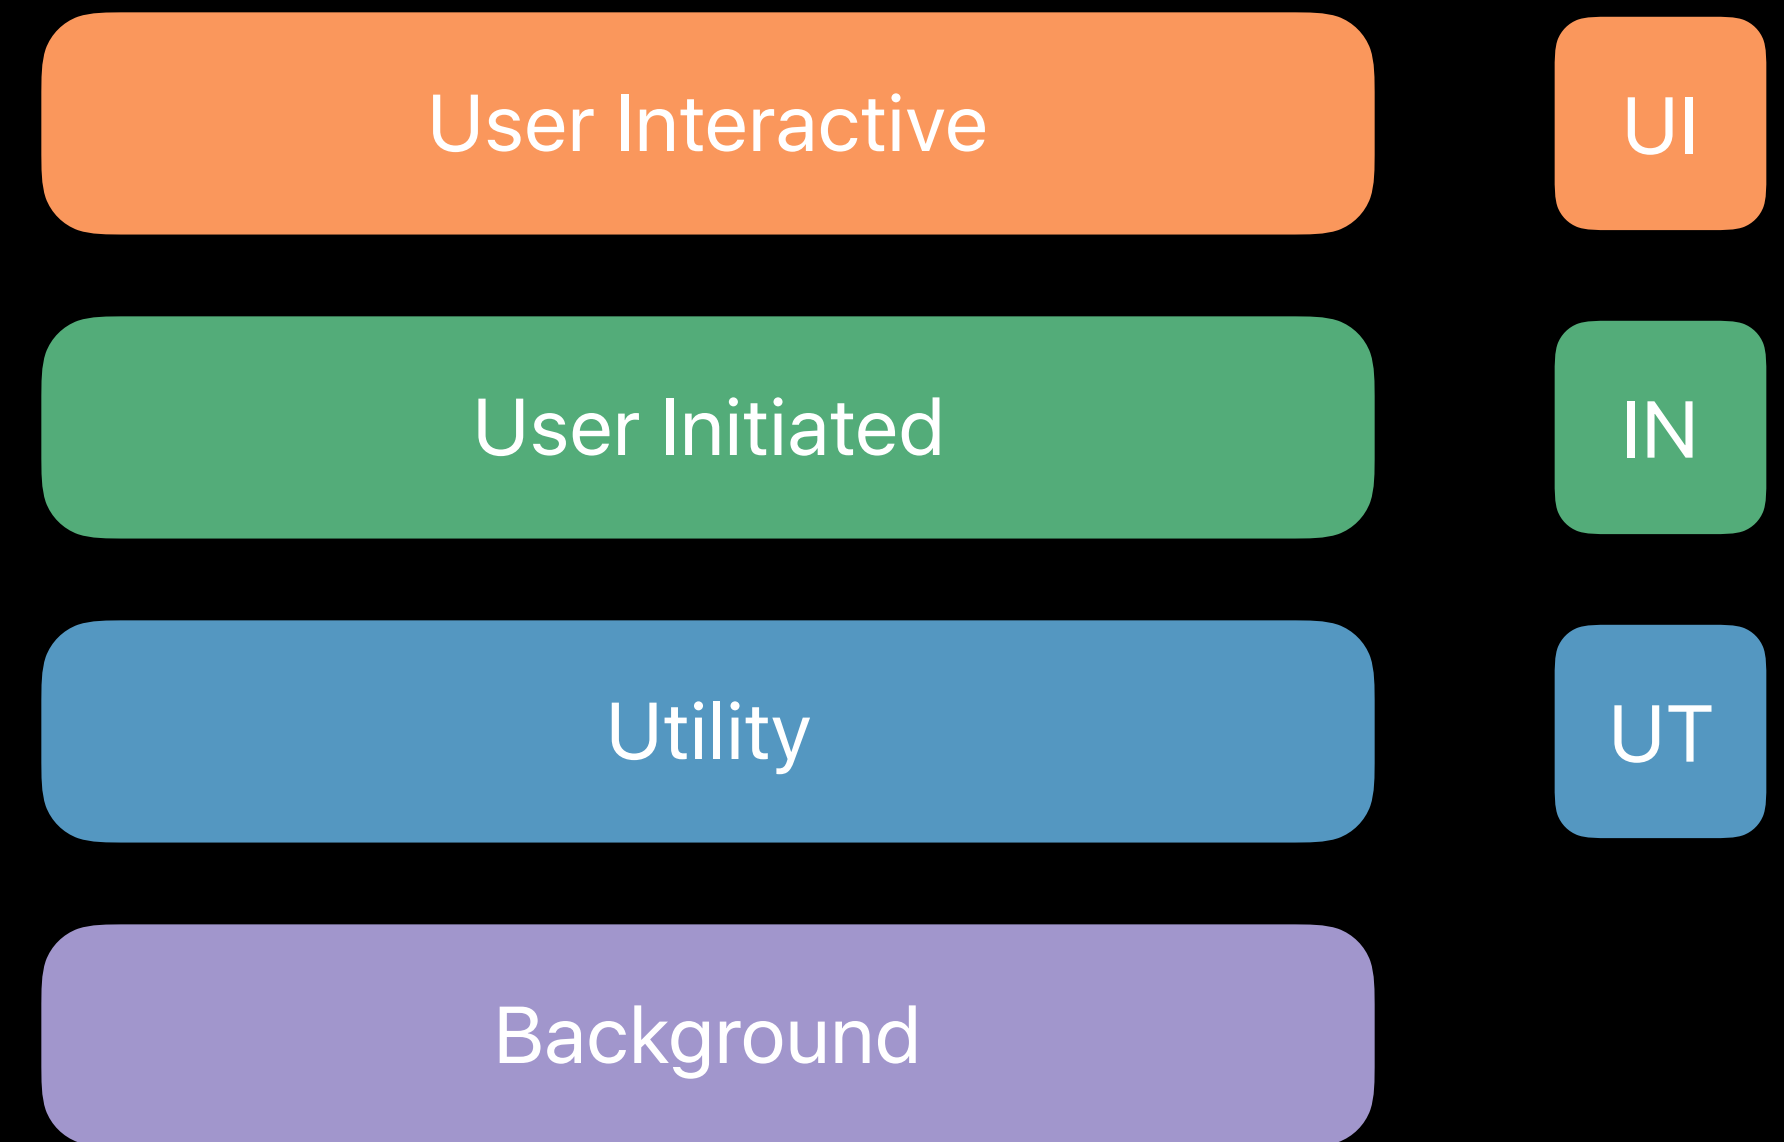 User Interactive
UI
User Initiated
IN
Utility
UT
Background